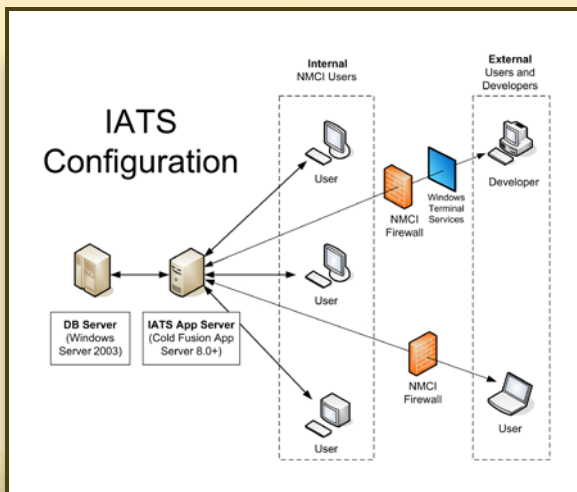 IATS
Configuration
Internal
NMCI Users
External
Users and
Developers
User
Developer
Windows
Terminal
Services
NMCI
Firewall
User
DB Server
(Windows
Server 2003)
IATS App Server
(Cold Fusion App
Server 8.0+)
NMCI
Firewall
User
User